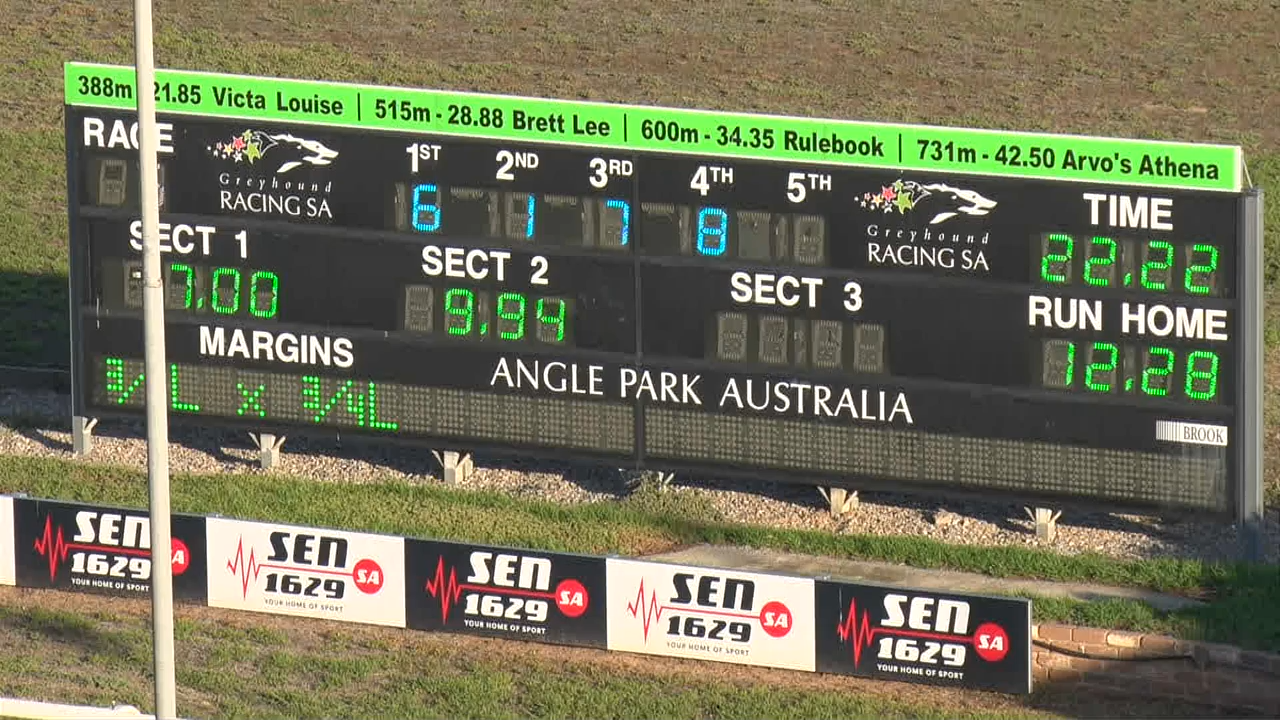 388m 21.85 Victa Louise | 515m - 28.88 Brett Lee | 600m - 34.35 Rulebook | 731m - 42.50 Arvo's Athena
RACE
Greyhound
RACING SA
1ST 2ND 3RD 4TH 5TH
6 1 7 8
Greyhound
RACING SA
TIME
22.22
SECT 1
7.00
SECT 2
9.94
SECT 3
RUN HOME
12.28
MARGINS
L x 3/4L
ANGLE PARK AUSTRALIA
BROOK
SEN
1629 SA
YOUR HOME OF SPORT
SEN
1629 SA
YOUR HOME OF SPORT
SEN
1629 SA
YOUR HOME OF SPORT
SEN
1629 SA
YOUR HOME OF SPORT
SEN
1629 SA
YOUR HOME OF SPORT